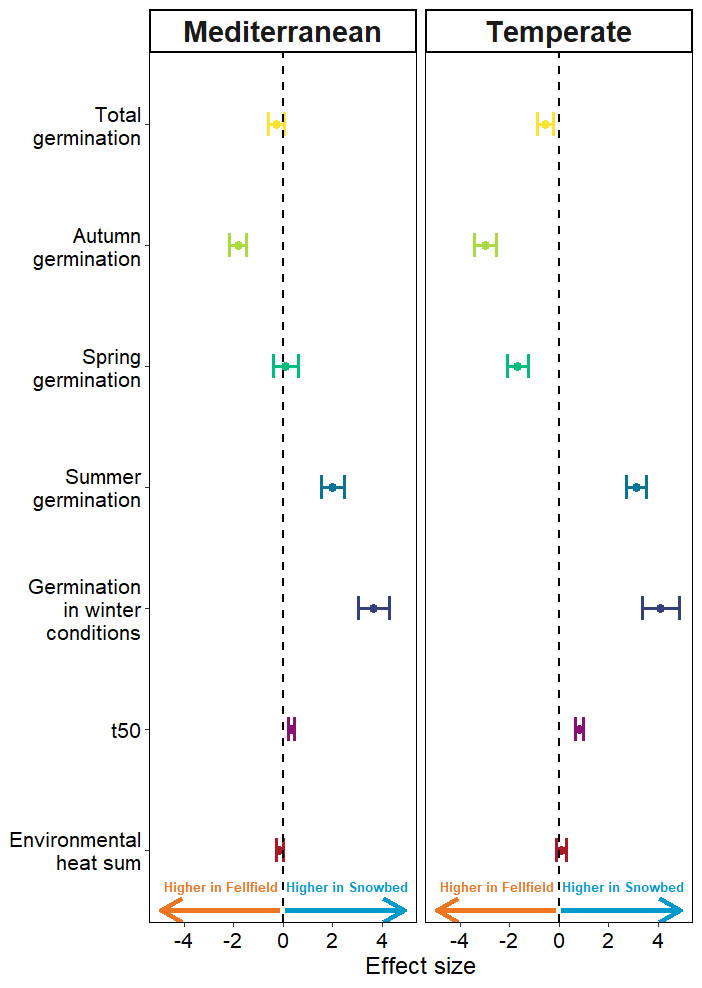 Mediterranean
Temperate
Total
germination
Autumn
germination
Spring
germination
Summer
germination
Germination
in winter
conditions
t50
Environmental
heat sum
Higher in Fellfield Higher in Snowbed
Higher in Fellfield Higher in Snowbed
-4 -2 0 2 4
-4 -2 0 2 4
Effect size